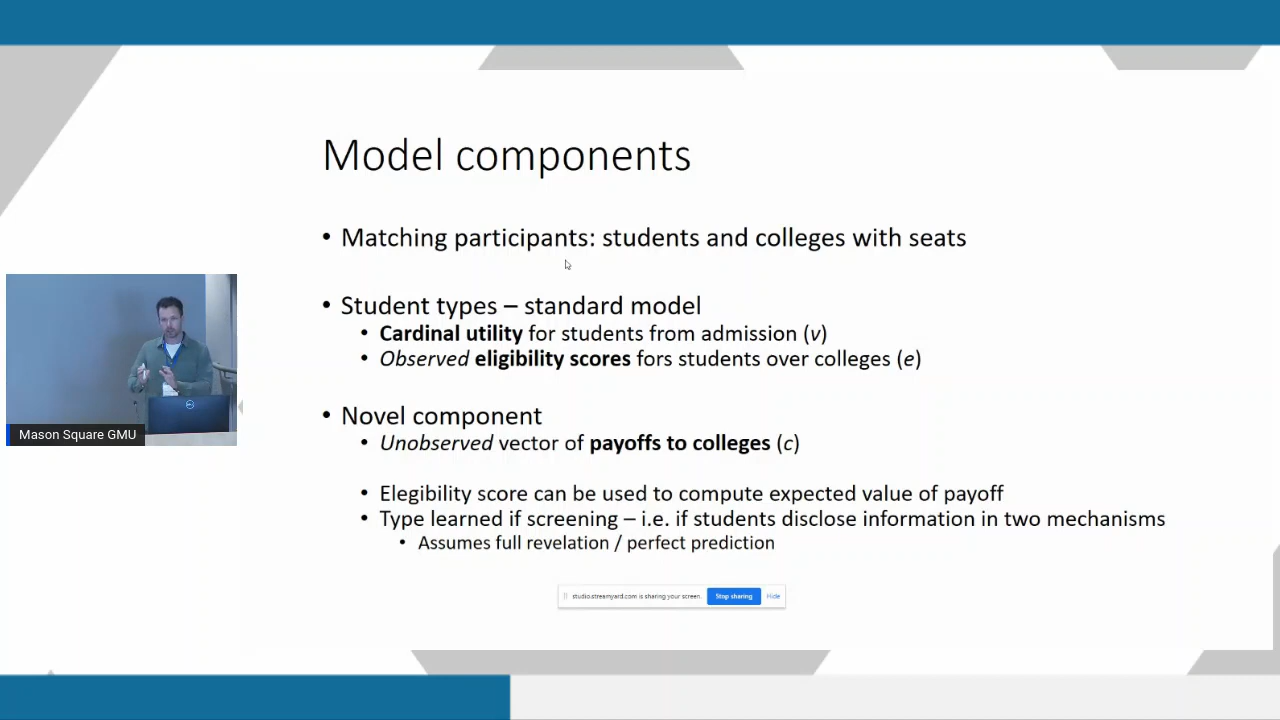 Model components
• Matching participants: students and colleges with seats
• Student types – standard model
• Cardinal utility for students from admission (v)
• Observed eligibility scores fors students over colleges (e)
• Novel component
• Unobserved vector of payoffs to colleges (c)
• Elegibility score can be used to compute expected value of payoff
• Type learned if screening – i.e. if students disclose information in two mechanisms
• Assumes full revelation / perfect prediction
Mason Square GMU
studio.streamyard.com is sharing your screen.
Stop sharing
Hide